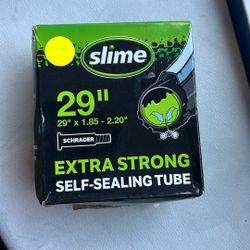 slime
29"
29" x 1.85 - 2.20"
SCHRADER
EXTRA STRONG
SELF-SEALING TUBE